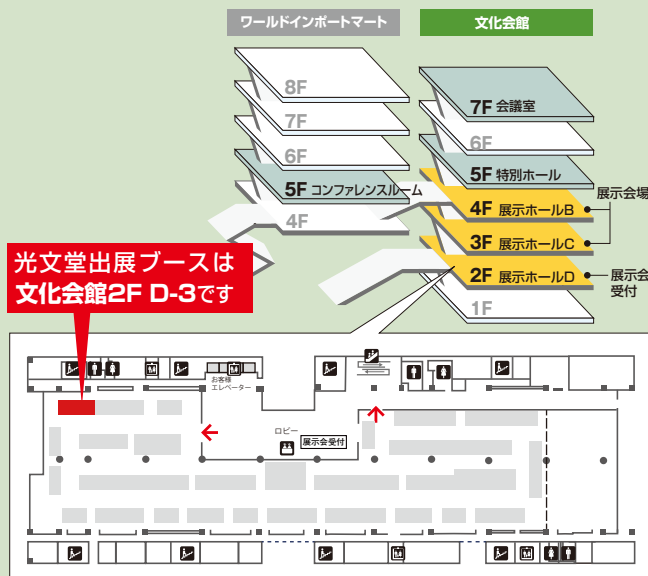 ワールドインポートマート
文化会館
8F
7F
6F
5F コンファレンスルーム
4F
7F 会議室
6F
5F 特別ホール
4F 展示ホールB
3F 展示ホールC
2F 展示ホールD
1F
展示会場
展示会
受付
光文堂出展ブースは
文化会館2F D-3です
お客様
エレベーター
ロビー
展示会受付